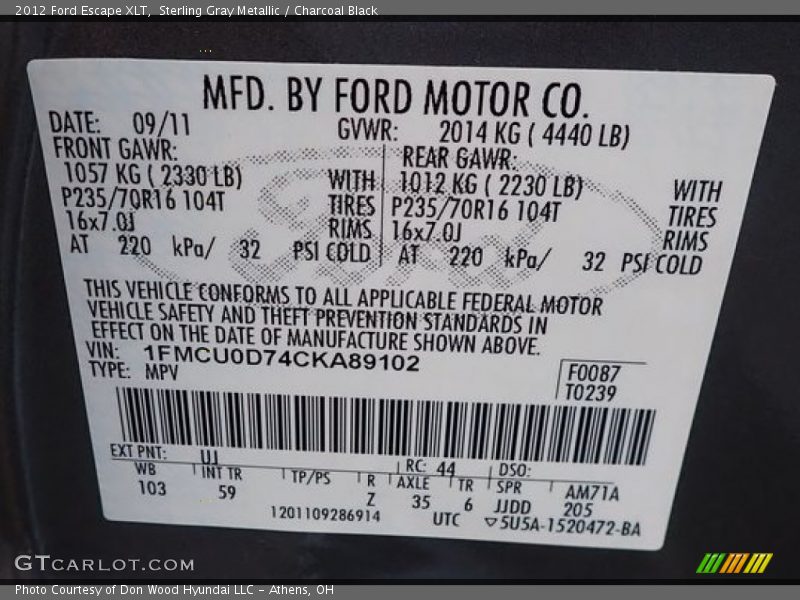 2012 Ford Escape XLT, Sterling Gray Metallic / Charcoal Black
MFD. BY FORD MOTOR CO.
DATE: 09/11 GVWR: 2014 KG ( 4440 LB)
FRONT GAWR: REAR GAWR:
1057 KG ( 2330 LB) WITH 1012 KG ( 2230 LB) WITH
P235/70R16 104T TIRES P235/70R16 104T TIRES
16x7.0J RIMS 16x7.0J RIMS
AT 220 kPa/ 32 PSI COLD AT 220 kPa/ 32 PSI COLD
THIS VEHICLE CONFORMS TO ALL APPLICABLE FEDERAL MOTOR
VEHICLE SAFETY AND THEFT PREVENTION STANDARDS IN
EFFECT ON THE DATE OF MANUFACTURE SHOWN ABOVE.
VIN: 1FMCU0D74CKA89102
TYPE: MPV
F0087
T0239
EXT PNT: UJ RC: 44 DSO:
WB INT TR TP/PS R AXLE TR SPR AM71A
103 59 Z 35 6 JJDD 205
1201109286914 UTC ▽5U5A-1520472-BA
Ford
GTCARLOT.COM
Photo Courtesy of Don Wood Hyundai LLC – Athens, OH